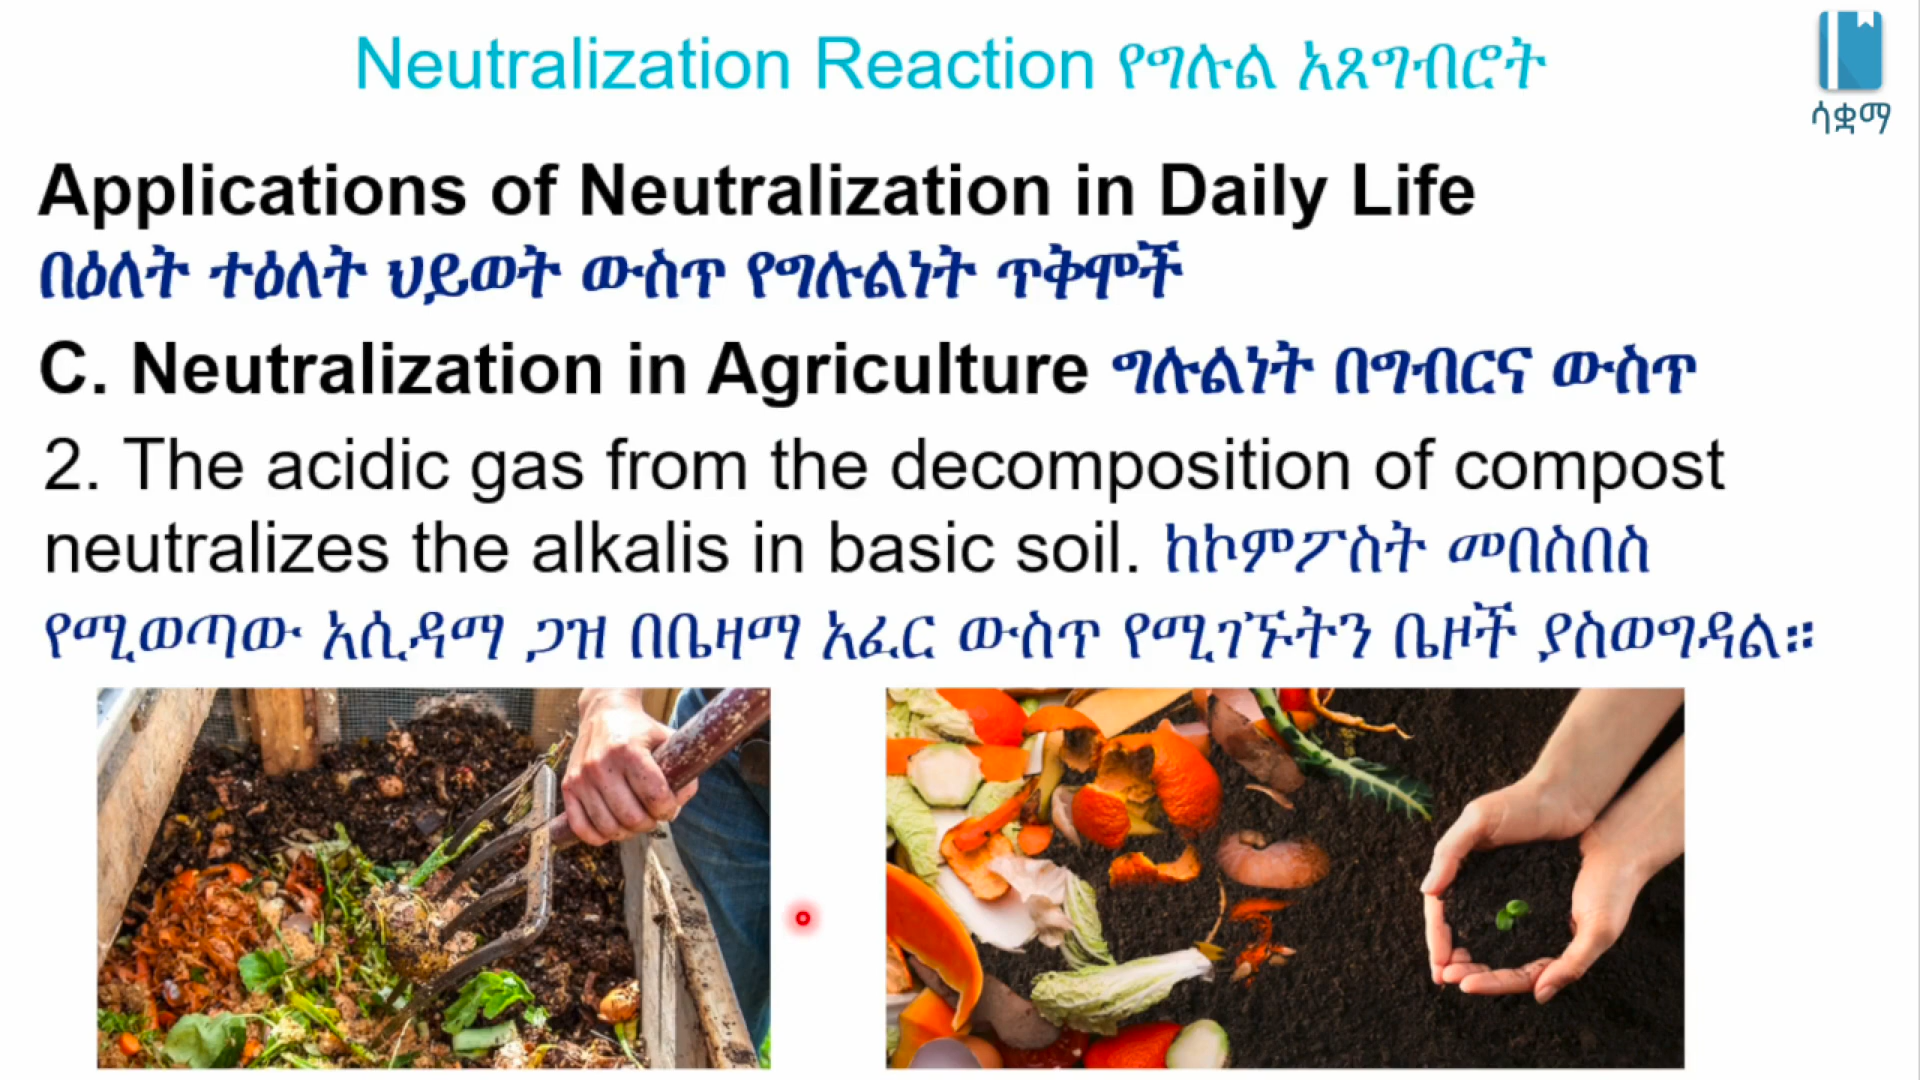 Neutralization Reaction የግሉል አጸግብሮት
ሳቋማ
Applications of Neutralization in Daily Life
በዕለት ተዕለት ህይወት ውስጥ የግሉልነት ጥቅሞች
C. Neutralization in Agriculture ግሉልነት በግብርና ውስጥ
2. The acidic gas from the decomposition of compost
neutralizes the alkalis in basic soil. ከኮምፖስት መበስበስ
የሚወጣው አሲዳማ ጋዝ በቤዛማ አፈር ውስጥ የሚገኙትን ቤዞች ያስወግዳል።